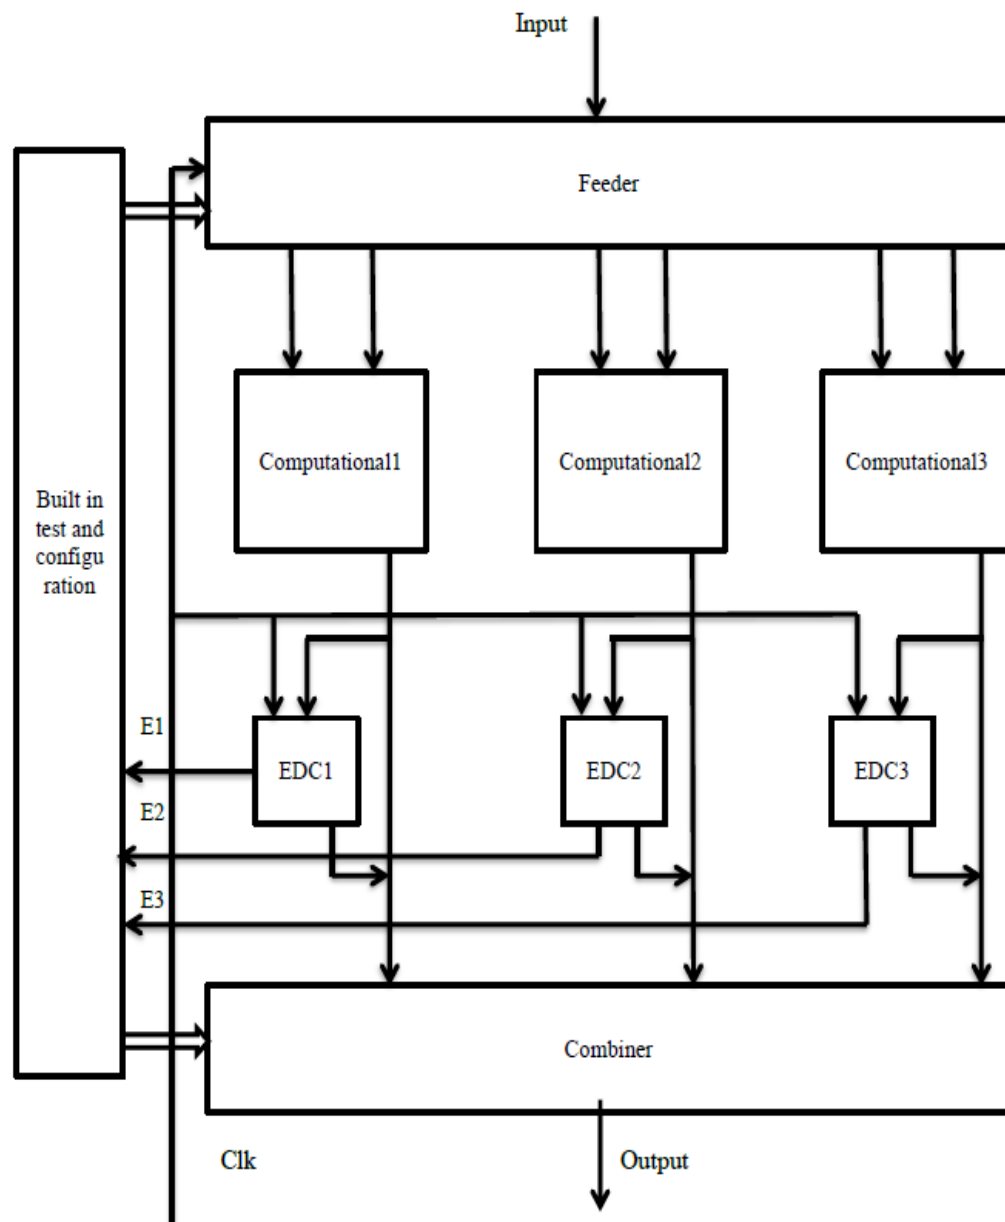 Input
Feeder
Computational1
Computational2
Computational3
Built in
test and
configu
ration
E1
EDC1
EDC2
EDC3
E2
E3
Combiner
Clk
Output